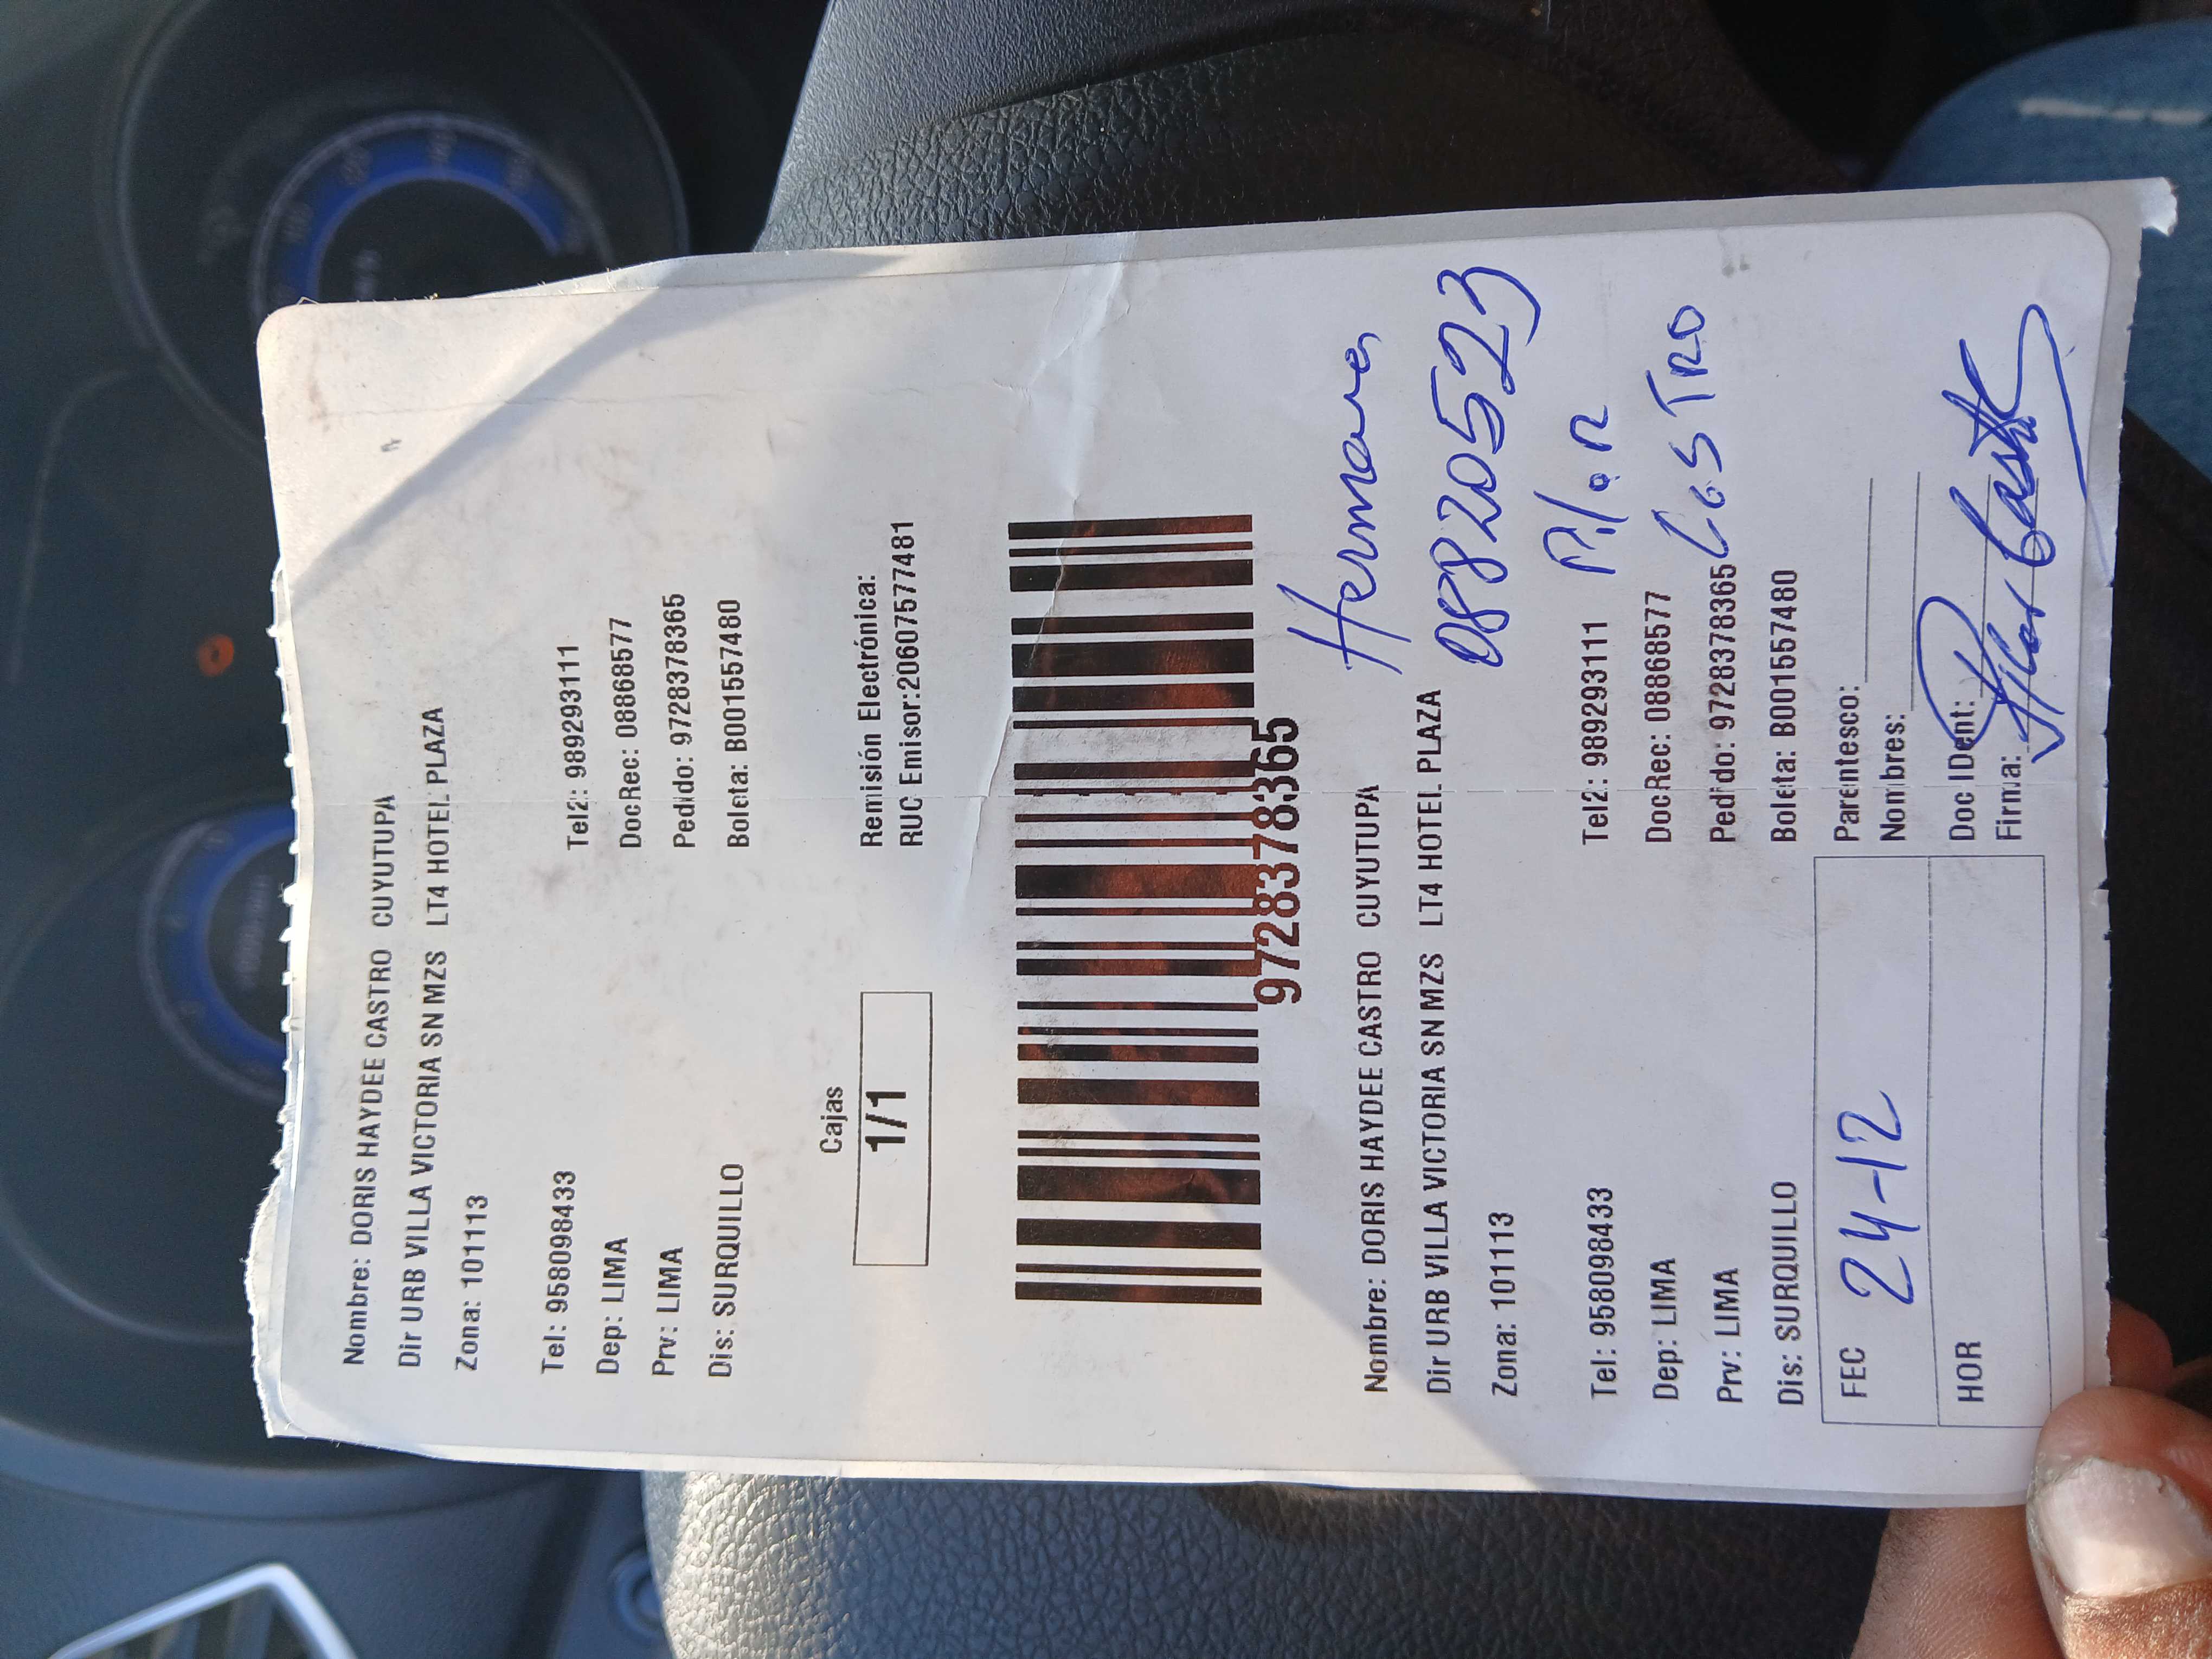 Nombre: DORIS HAYDEE CASTRO CUYUTUPA
Dir URB VILLA VICTORIA SN MZS LT4 HOTEL PLAZA
Zona: 101113
Tel: 958098433 Tel2: 989293111
Dep: LIMA DocRec: 08868577
Prv: LIMA Pedido: 9728378365
Dis: SURQUILLO Boleta: B001557480
Cajas
1/1
Remisión Electrónica:
RUC Emisor:20607577481
97283783365
Hermana
08820523
Pilar
Castro
Nombre: DORIS HAYDEE CASTRO CUYUTUPA
Dir URB VILLA VICTORIA SN MZS LT4 HOTEL PLAZA
Zona: 101113
Tel: 958098433 Tel2: 989293111
Dep: LIMA DocRec: 08868577
Prv: LIMA Pedido: 97283778365
Dis: SURQUILLO Boleta: B001557480
FEC 24-12
HOR
Parentesco:
Nombres:
Doc IDent:
Firma: Pilar Castro